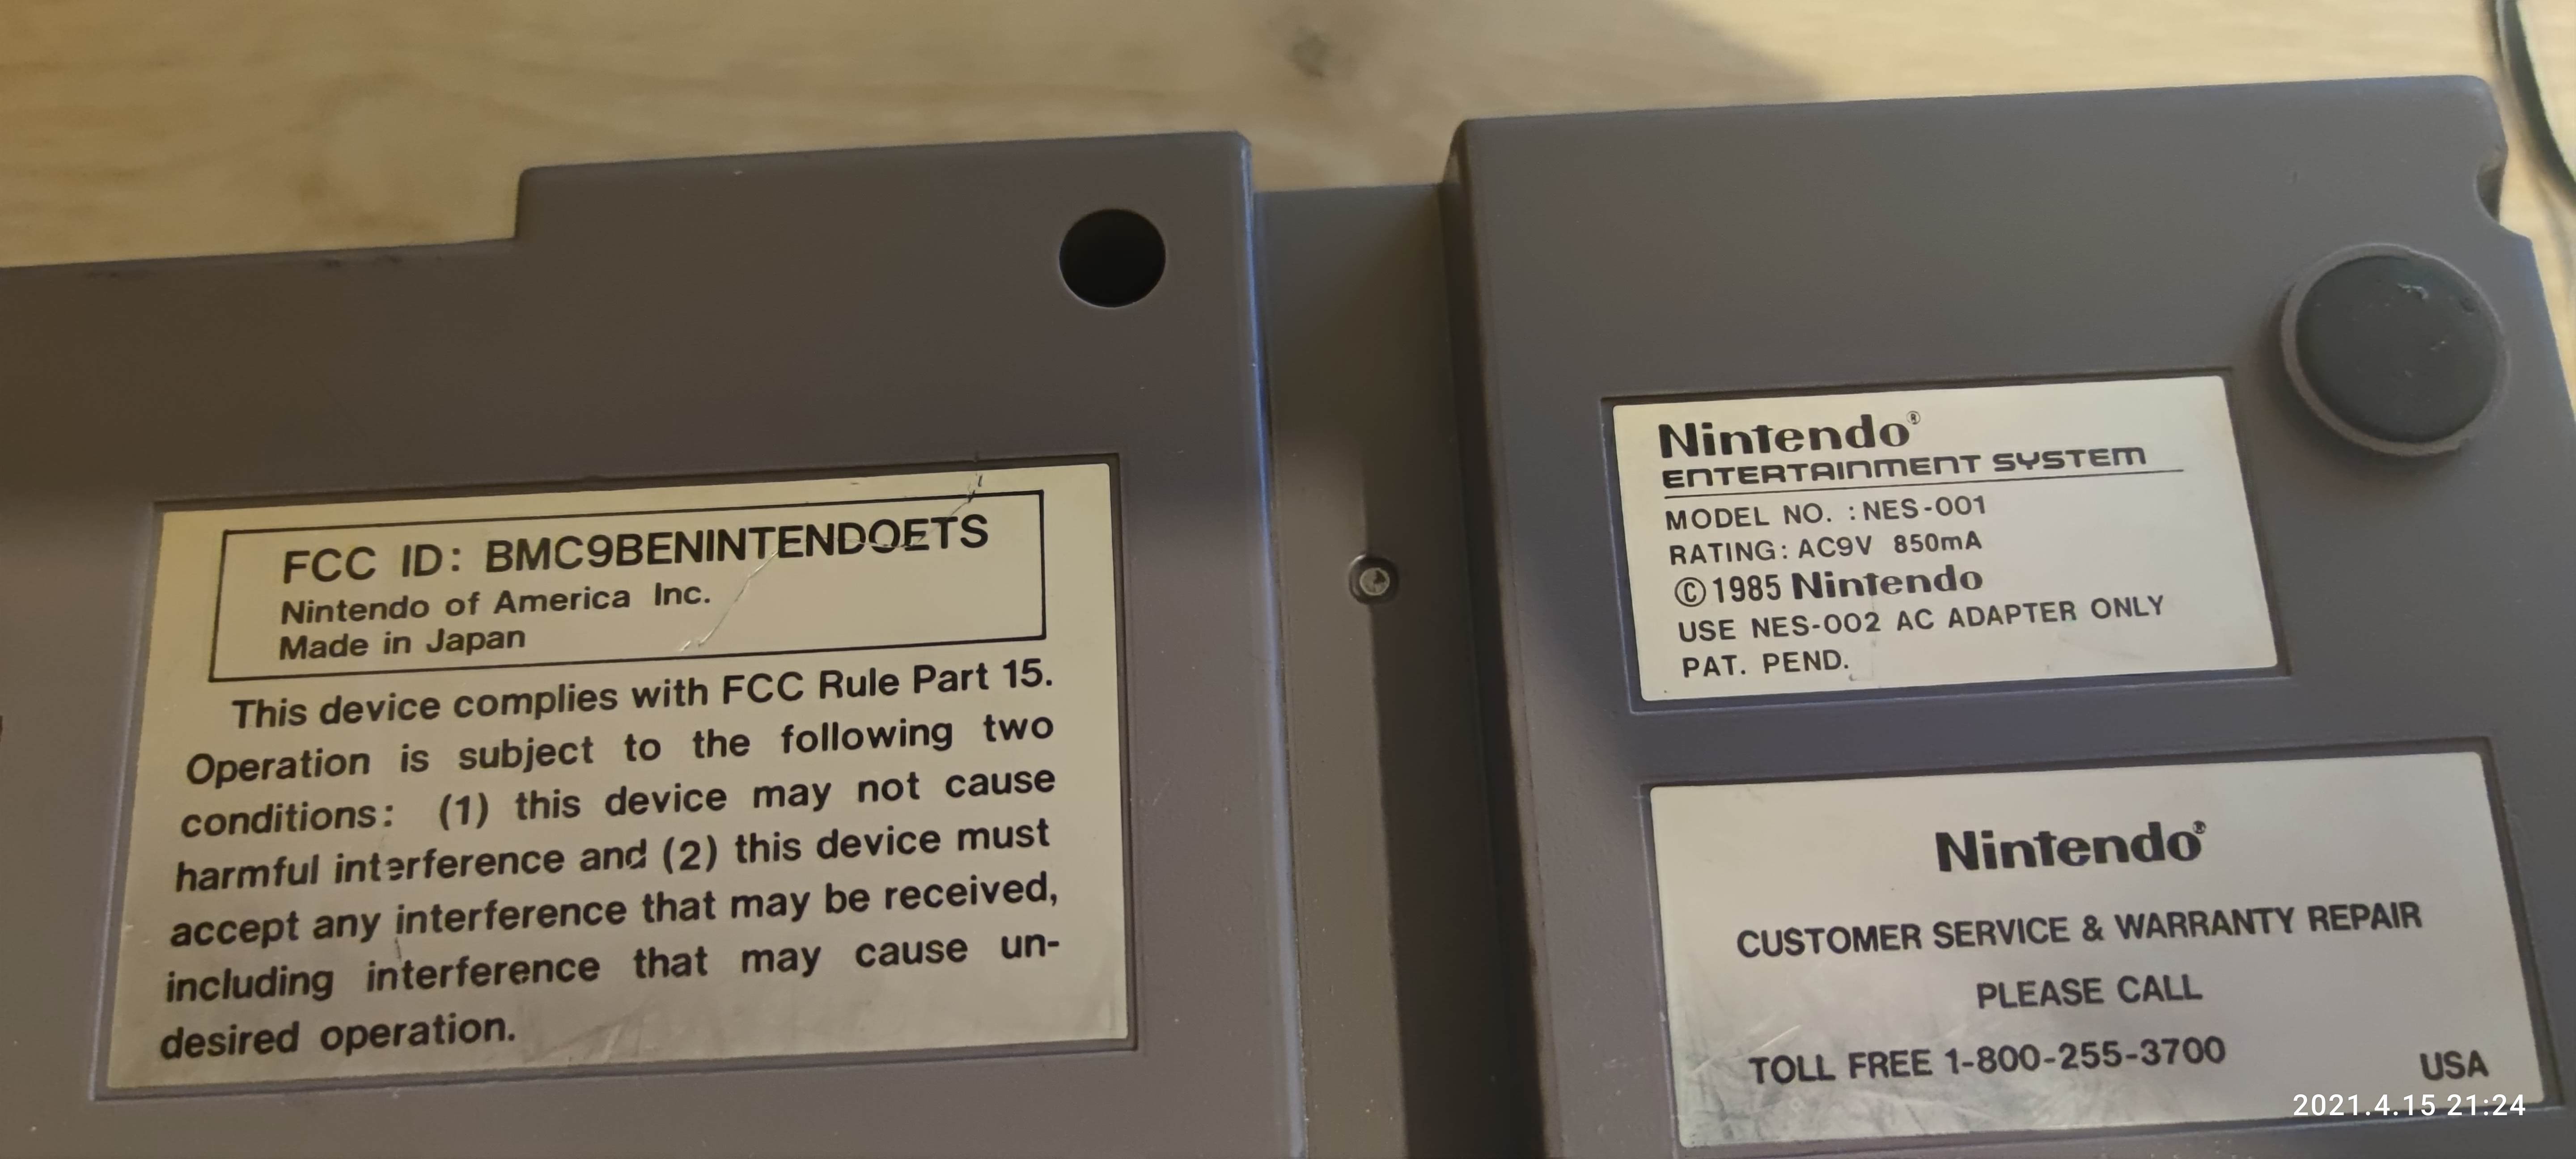 FCC ID: BMC9BENINTENDOETS
Nintendo of America Inc.
Made in Japan
This device complies with FCC Rule Part 15.
Operation is subject to the following two
conditions: (1) this device may not cause
harmful interference and (2) this device must
accept any interference that may be received,
including interference that may cause un-
desired operation.
Nintendo®
ENTERTAINMENT SYSTEM
MODEL NO. : NES-001
RATING: AC9V 850mA
©1985 Nintendo
USE NES-002 AC ADAPTER ONLY
PAT. PEND.
Nintendo®
CUSTOMER SERVICE & WARRANTY REPAIR
PLEASE CALL
TOLL FREE 1-800-255-3700
USA
2021.4.15 21:24